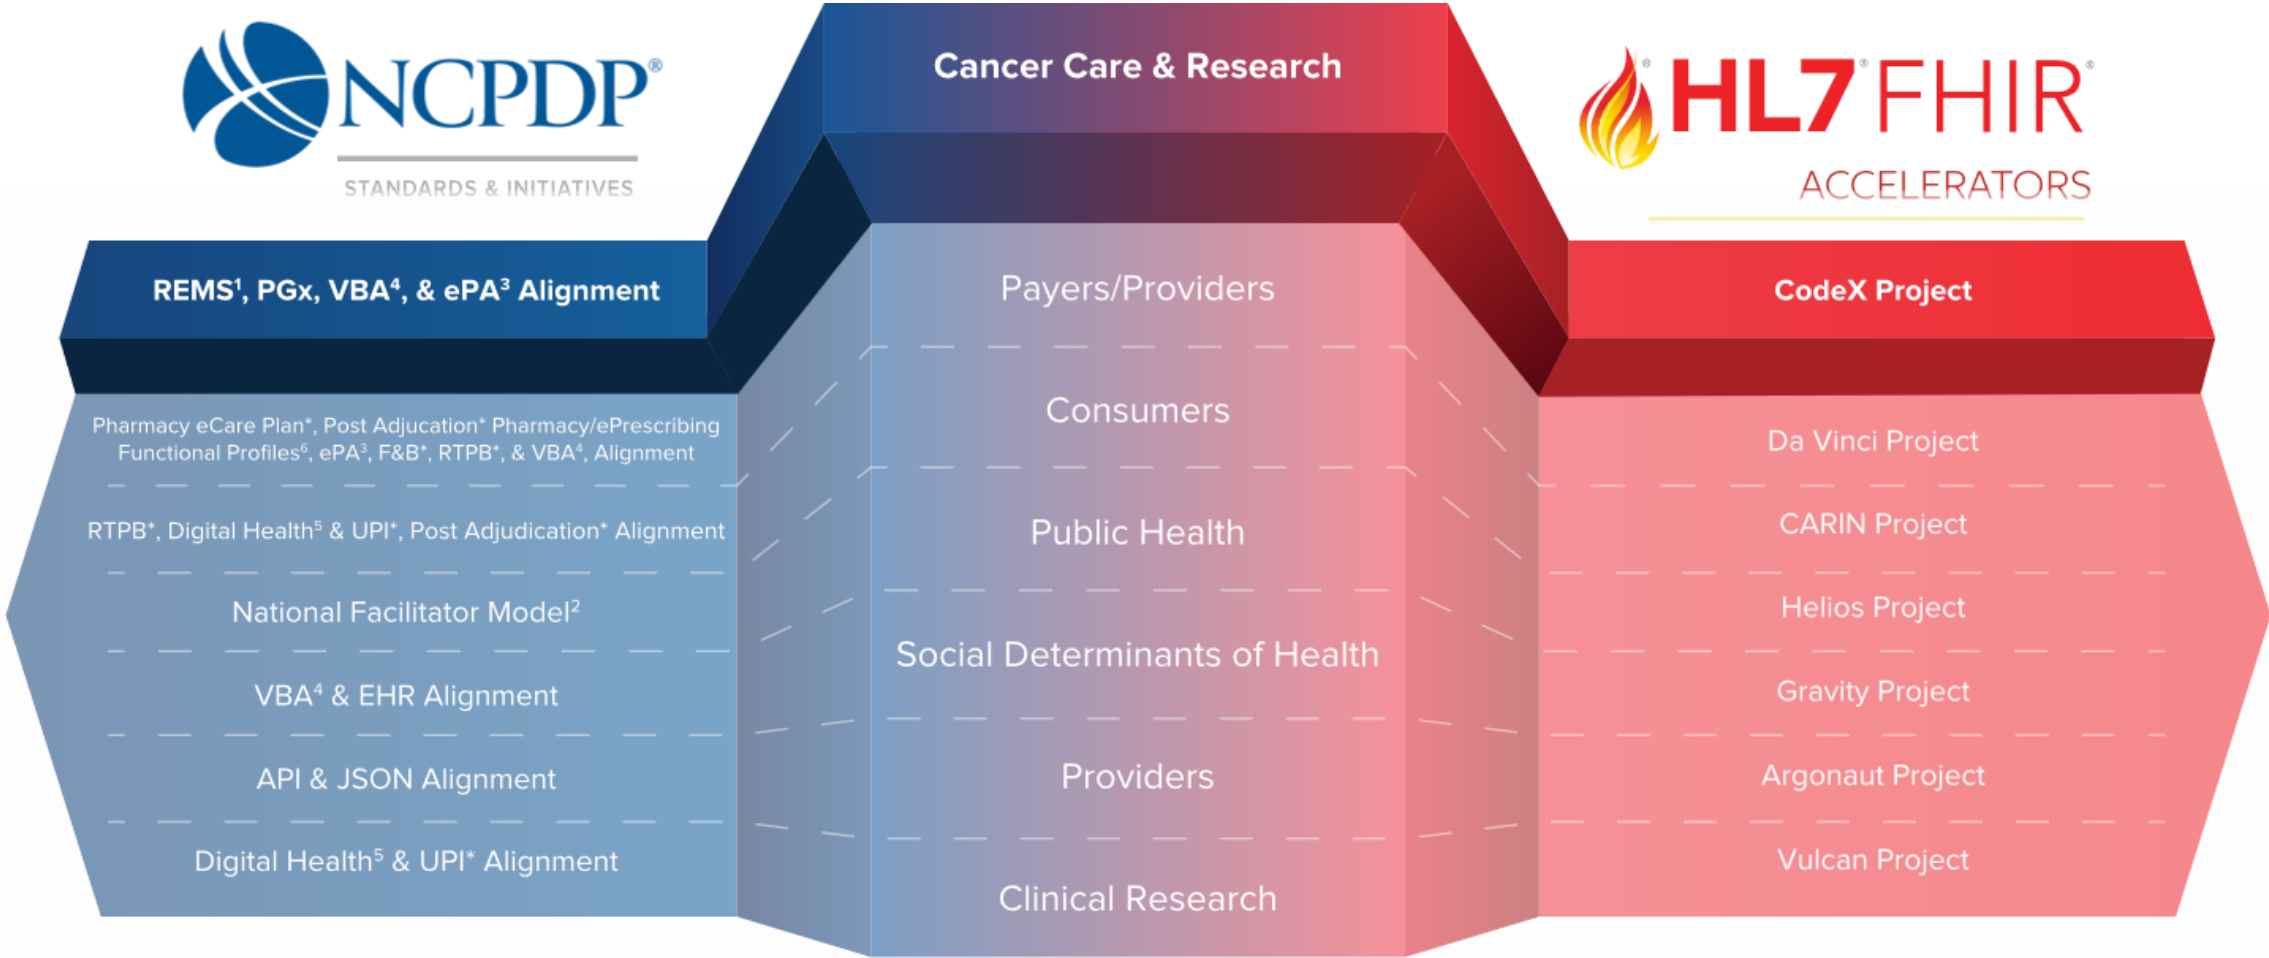 NCPDP®
STANDARDS & INITIATIVES
Cancer Care & Research
® HL7® FHIR®
ACCELERATORS
REMS¹, PGx, VBA⁴, & ePA³ Alignment
CodeX Project
Pharmacy eCare Plan*, Post Adjucation* Pharmacy/ePrescribing
Functional Profiles⁶, ePA³, F&B*, RTPB*, & VBA⁴, Alignment
Payers/Providers
Da Vinci Project
RTPB*, Digital Health⁵ & UPI*, Post Adjudication* Alignment
Consumers
CARIN Project
National Facilitator Model²
Public Health
Helios Project
VBA⁴ & EHR Alignment
Social Determinants of Health
Gravity Project
API & JSON Alignment
Providers
Argonaut Project
Digital Health⁵ & UPI* Alignment
Clinical Research
Vulcan Project